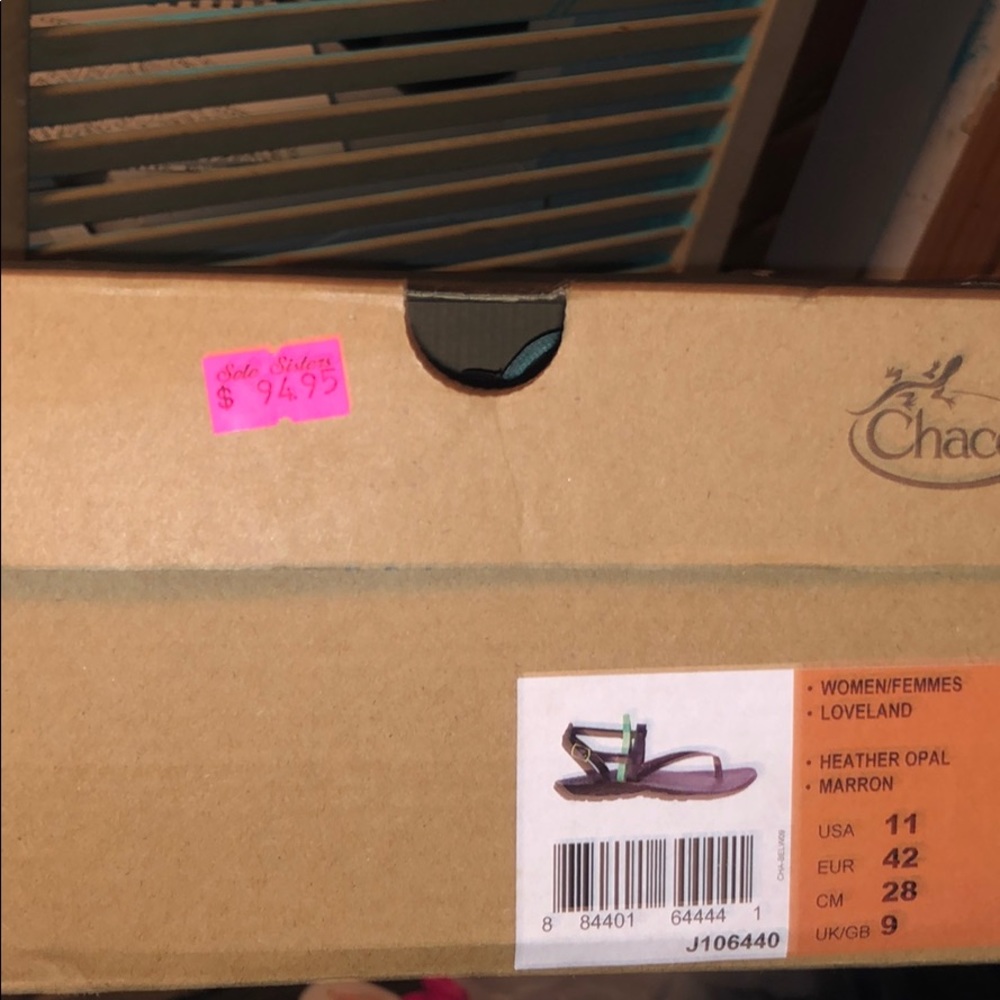 Sole Sisters
$ 94.95
Chaco
• WOMEN/FEMMES
• LOVELAND
• HEATHER OPAL
• MARRON
USA 11
EUR 42
CM 28
UK/GB 9
8 84401 64444 1
J106440